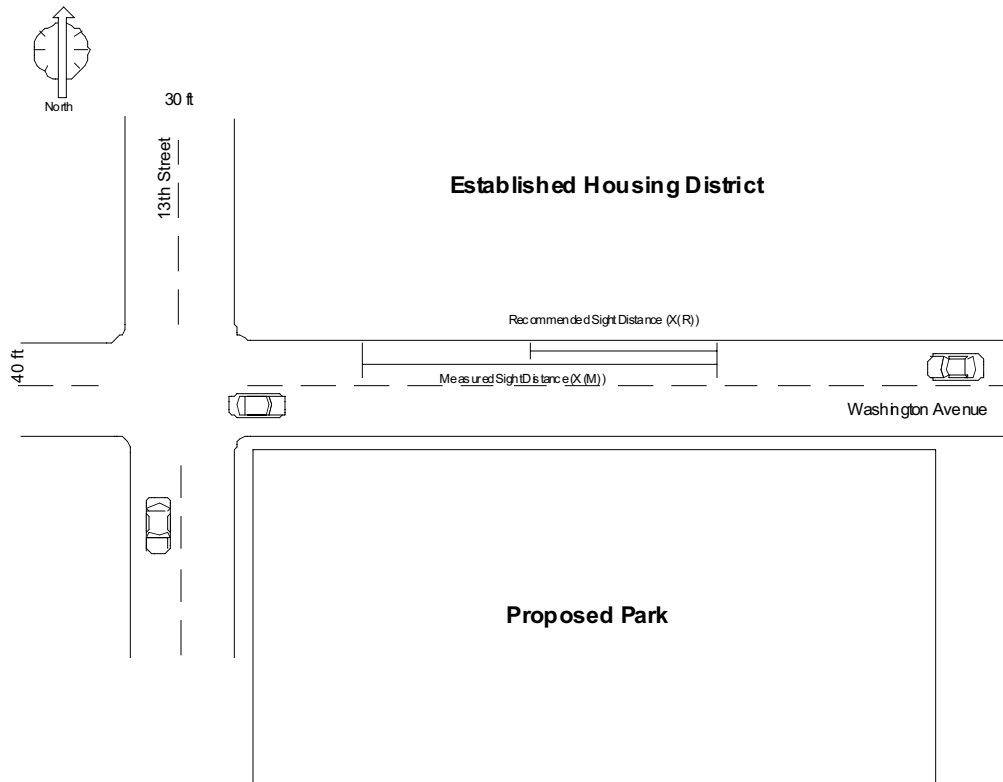 North
30 ft
13th Street
Established Housing District
Recommended Sight Distance (X(R))
40 ft
Measured Sight Distance (X (M))
Washington Avenue
Proposed Park